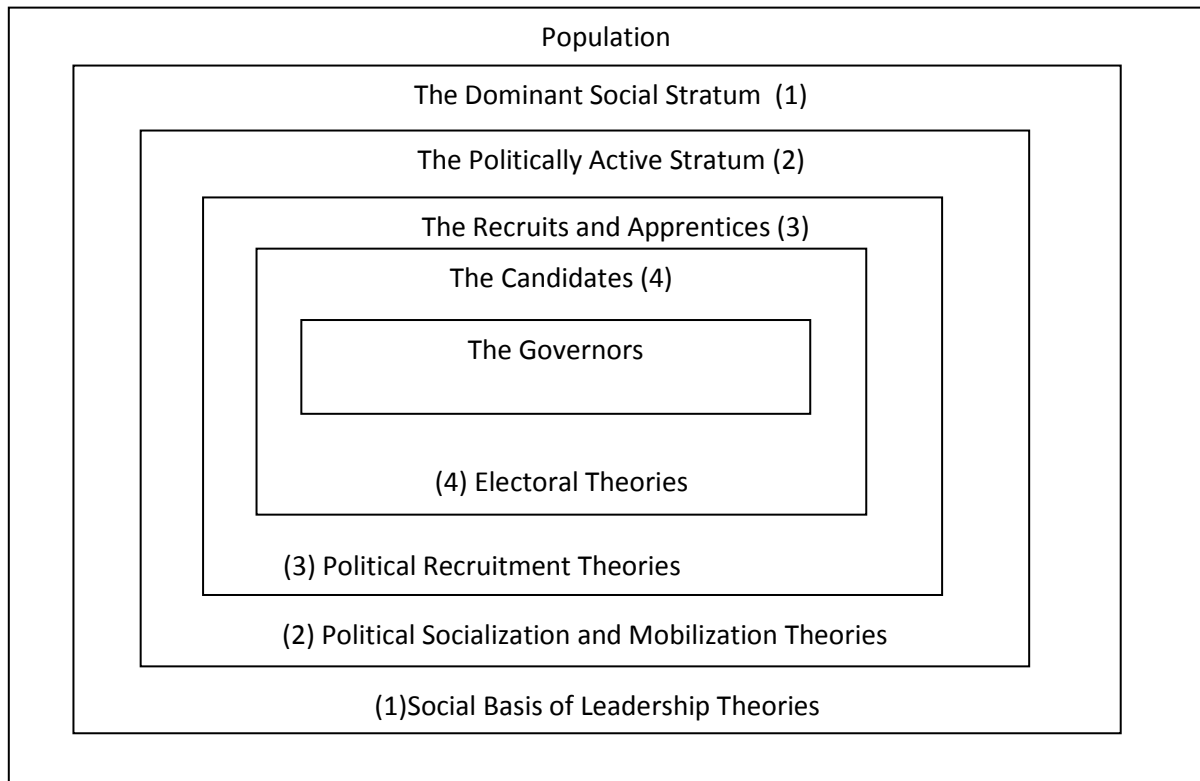 Population
The Dominant Social Stratum  (1)
The Politically Active Stratum (2)
The Recruits and Apprentices (3)
The Candidates (4)
The Governors
(4) Electoral Theories
(3) Political Recruitment Theories
(2) Political Socialization and Mobilization Theories
(1)Social Basis of Leadership Theories